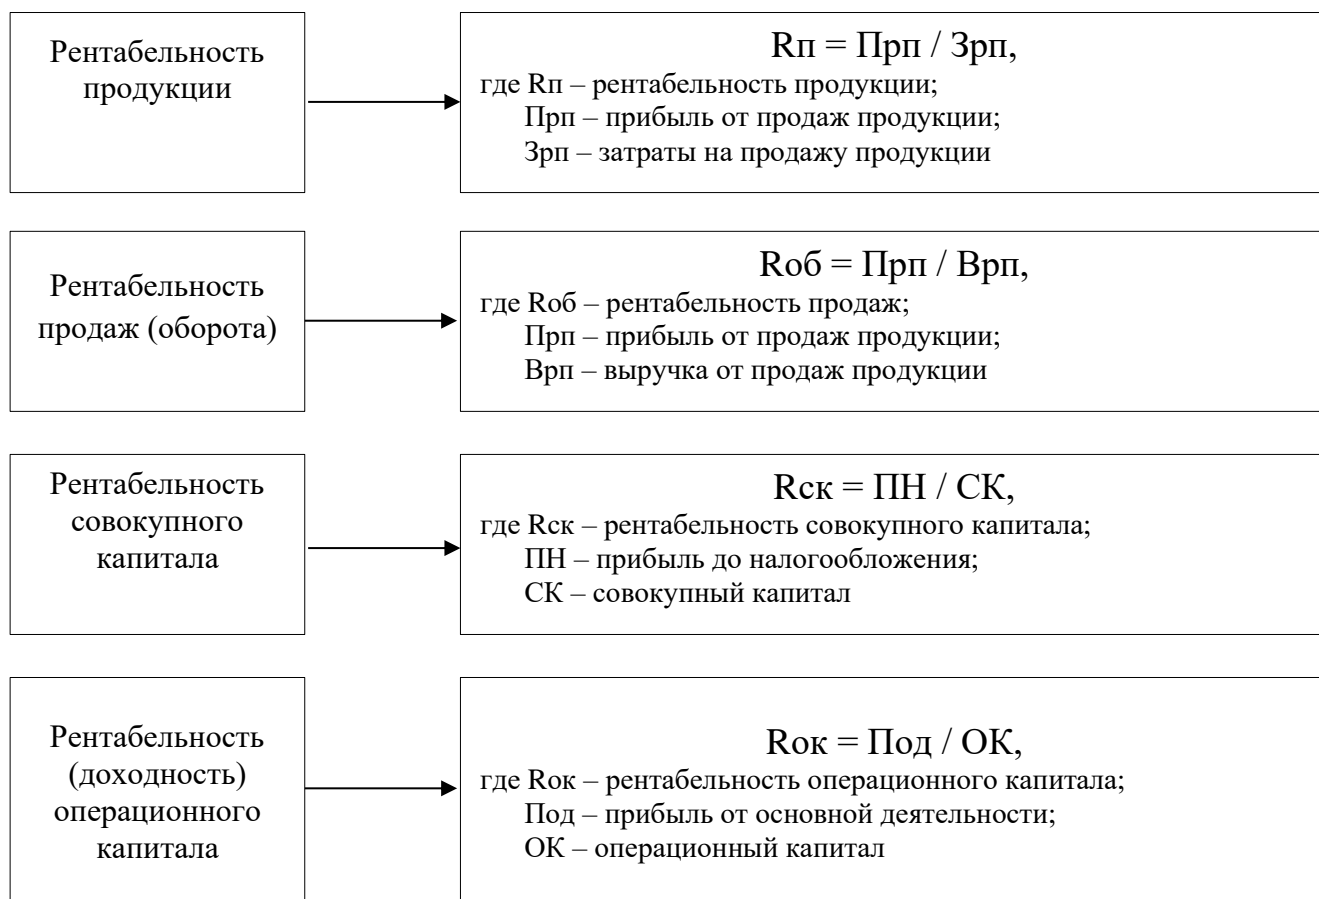 Рентабельность
продукции
Rп = Прп / Зрп,
где Rп – рентабельность продукции;
Прп – прибыль от продаж продукции;
Зрп – затраты на продажу продукции
Рентабельность
продаж (оборота)
Rоб = Прп / Врп,
где Rоб – рентабельность продаж;
Прп – прибыль от продаж продукции;
Врп – выручка от продаж продукции
Рентабельность
совокупного
капитала
Rск = ПН / СК,
где Rск – рентабельность совокупного капитала;
ПН – прибыль до налогообложения;
СК – совокупный капитал
Рентабельность
(доходность)
операционного
капитала
Rок = Под / ОК,
где Rок – рентабельность операционного капитала;
Под – прибыль от основной деятельности;
ОК – операционный капитал